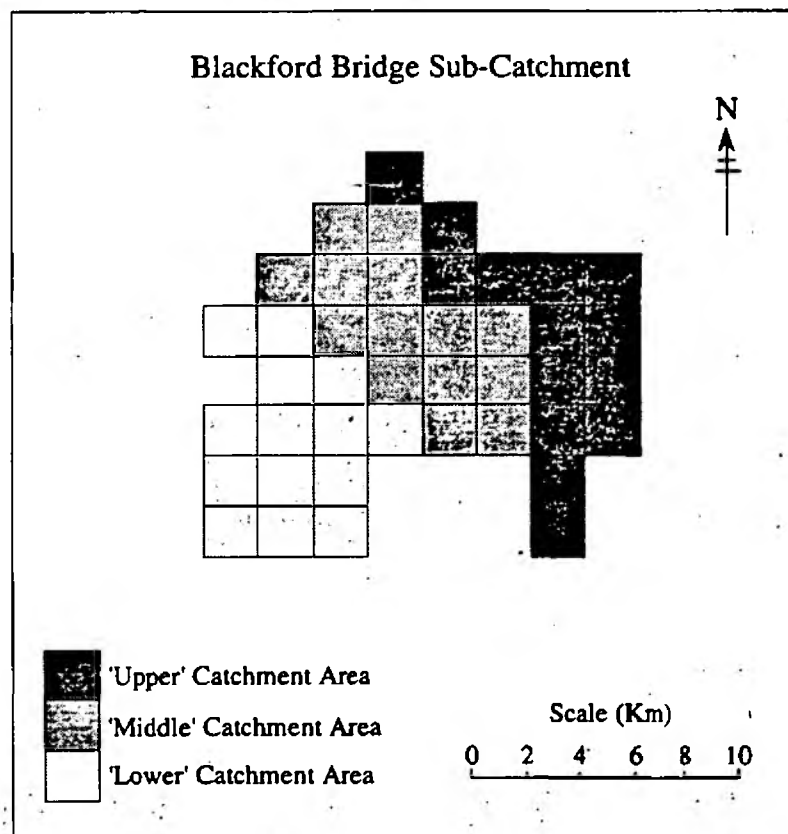 Blackford Bridge Sub-Catchment
N
'Upper' Catchment Area
'Middle' Catchment Area
'Lower' Catchment Area
Scale (Km)
0 2 4 6 8 10